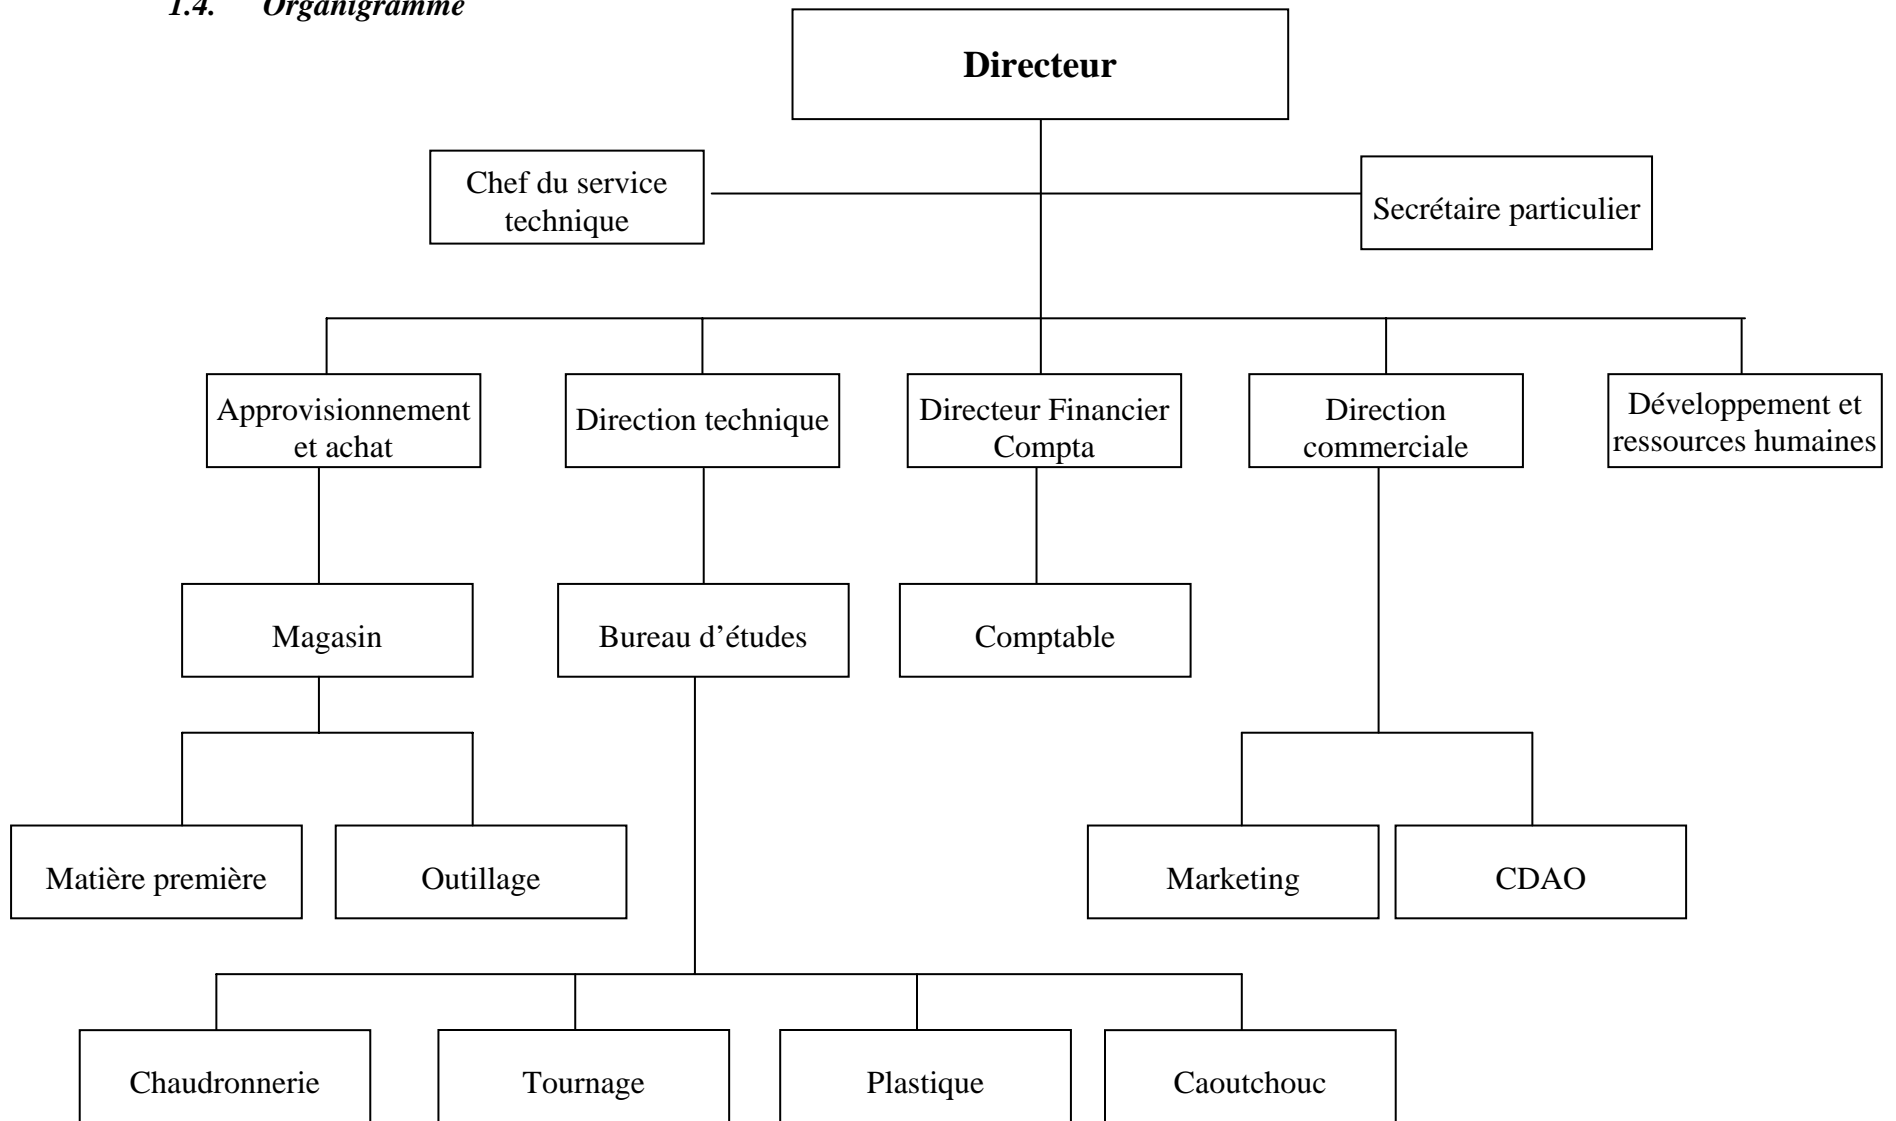 1.4. Organigramme
Directeur
Chef du service
technique
Secrétaire particulier
Approvisionnement
et achat
Direction technique
Directeur Financier
Compta
Direction
commerciale
Développement et
ressources humaines
Magasin
Bureau d’études
Comptable
Matière première
Outillage
Marketing
CDAO
Chaudronnerie
Tournage
Plastique
Caoutchouc